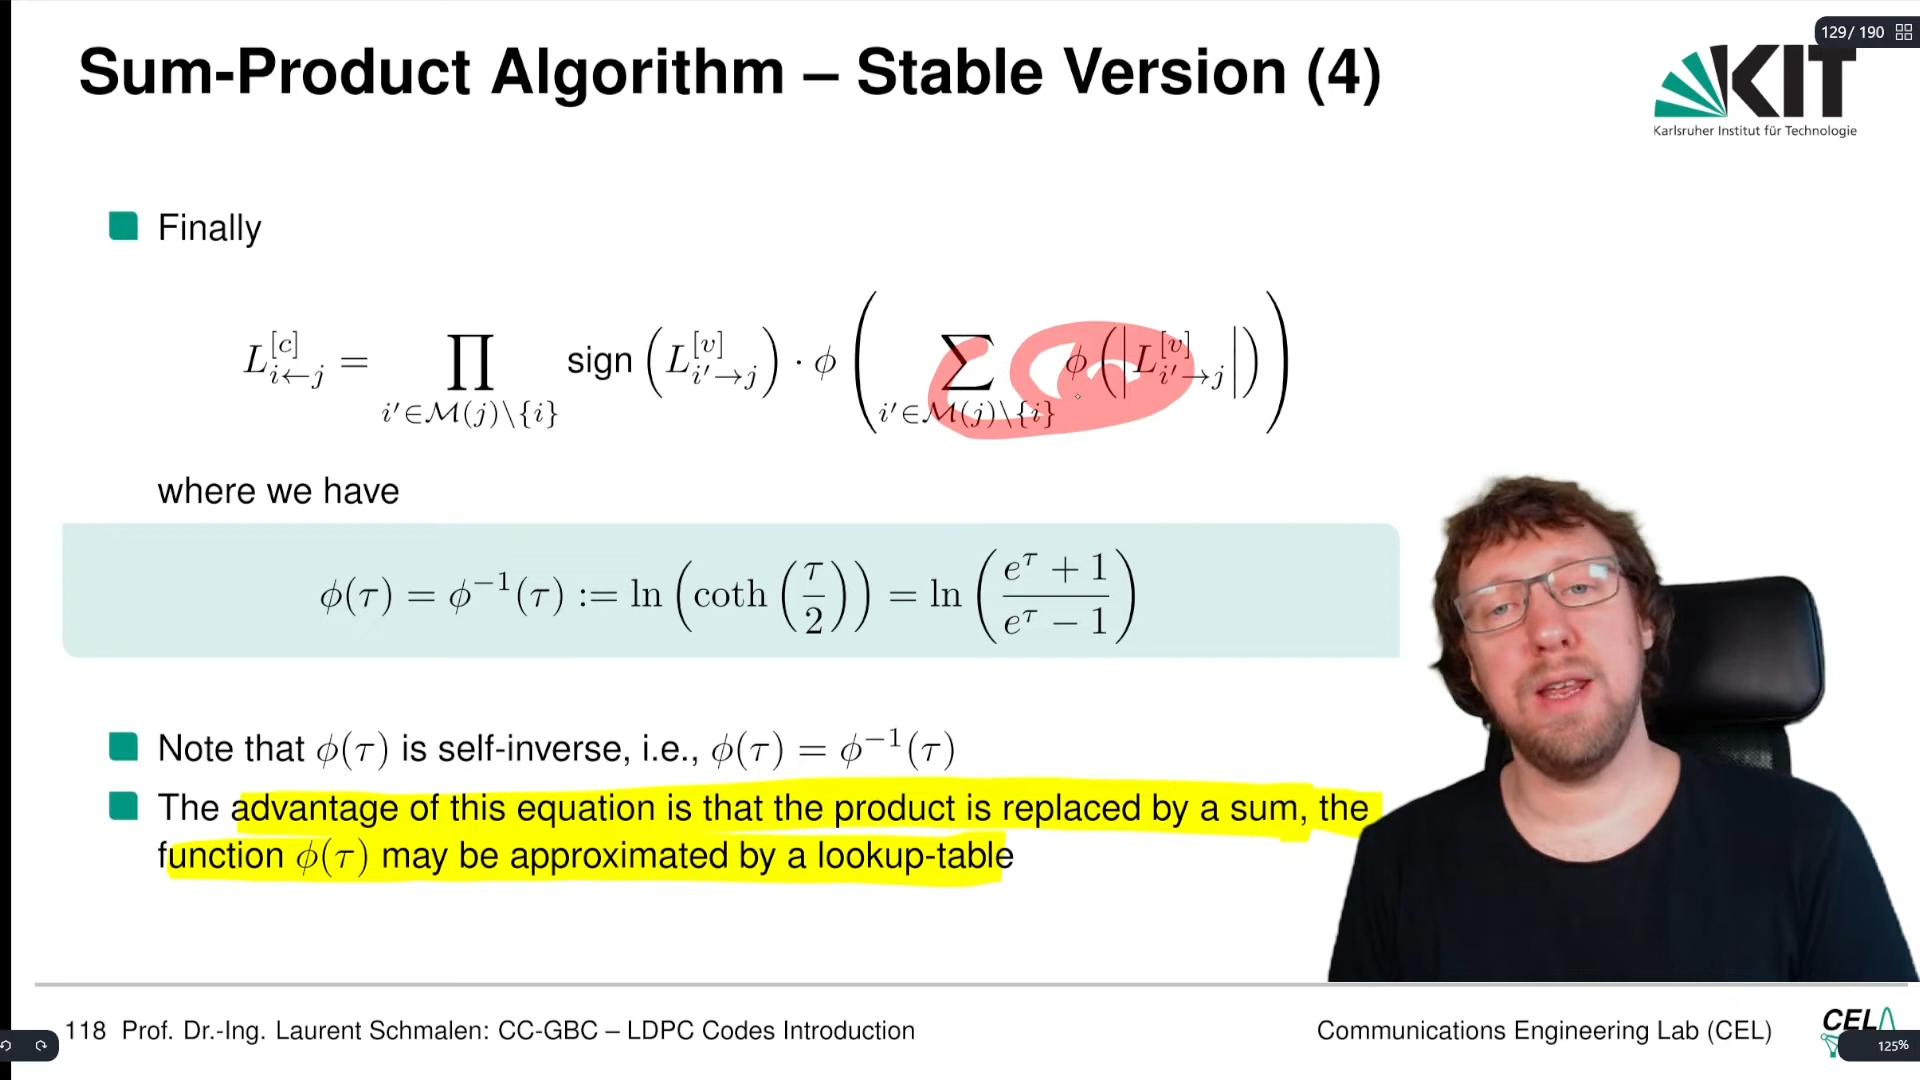 129 / 190
Sum-Product Algorithm – Stable Version (4)
KIT
Karlsruher Institut für Technologie
Finally
L_{i←j}^{[c]} = ∏_{i′∈ℳ(j)\{i}} sign (L_{i′→j}^{[v]}) · ϕ (∑_{i′∈ℳ(j)\{i}} ϕ (|L_{i′→j}^{[v]}|))
where we have
ϕ(τ) = ϕ^{−1}(τ) := ln (coth (τ/2)) = ln ((e^τ + 1)/(e^τ − 1))
Note that ϕ(τ) is self-inverse, i.e., ϕ(τ) = ϕ^{−1}(τ)
The advantage of this equation is that the product is replaced by a sum, the
function ϕ(τ) may be approximated by a lookup-table
118 Prof. Dr.-Ing. Laurent Schmalen: CC-GBC – LDPC Codes Introduction
Communications Engineering Lab (CEL)
CEL
125%